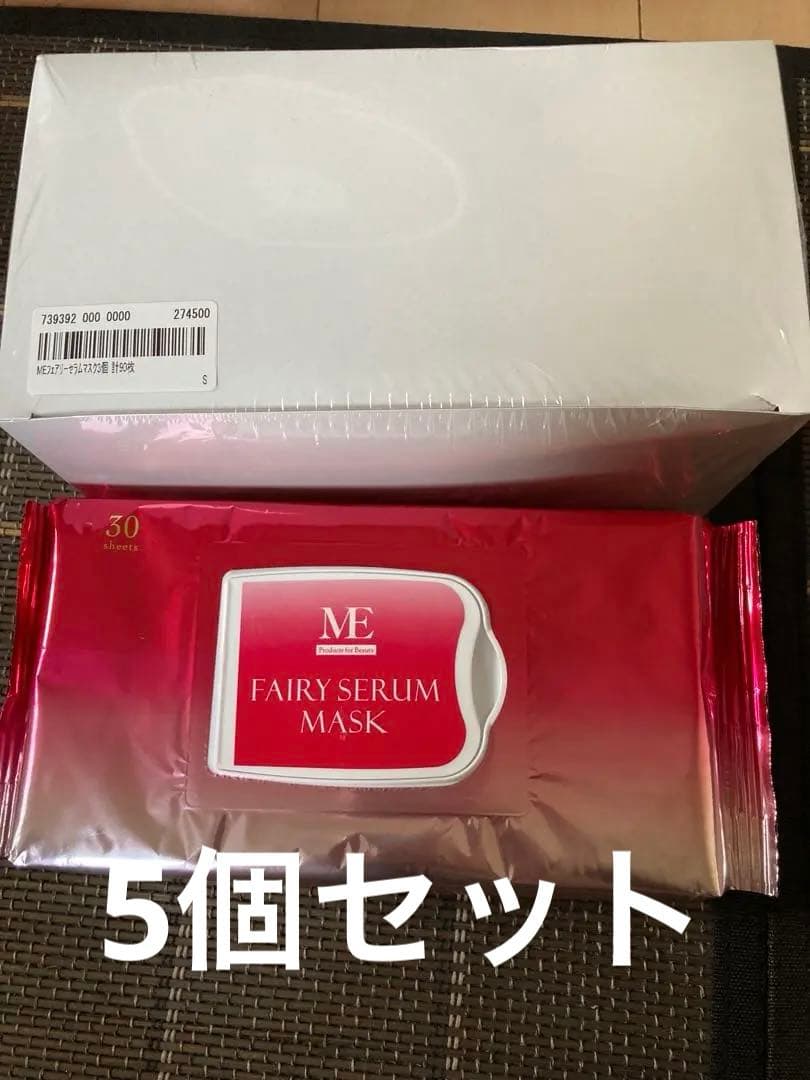 739392 000 0000 274500
MEフェアリーセラムマスク3個 計90枚
S
30
sheets
ME
Products for Beauty
FAIRY SERUM
MASK
5個セット